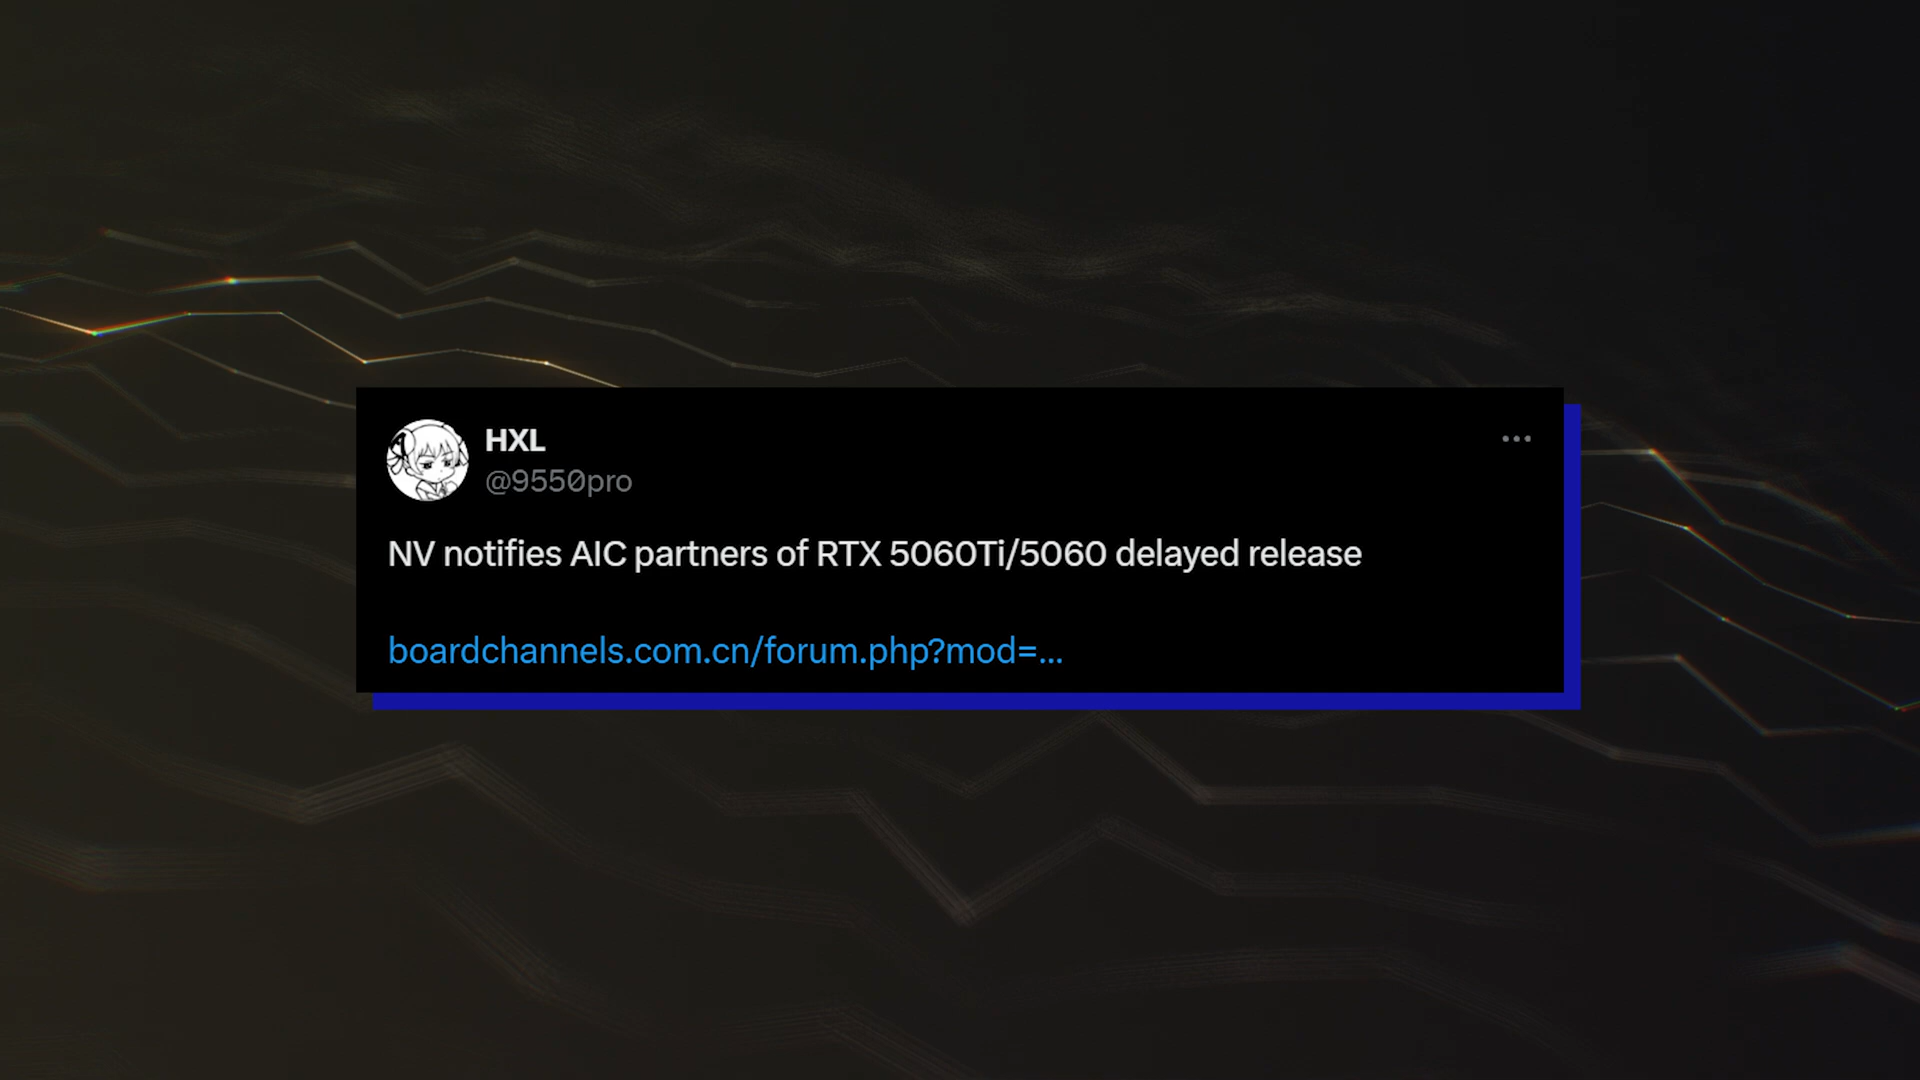 HXL
@9550pro
NV notifies AIC partners of RTX 5060Ti/5060 delayed release
boardchannels.com.cn/forum.php?mod=...